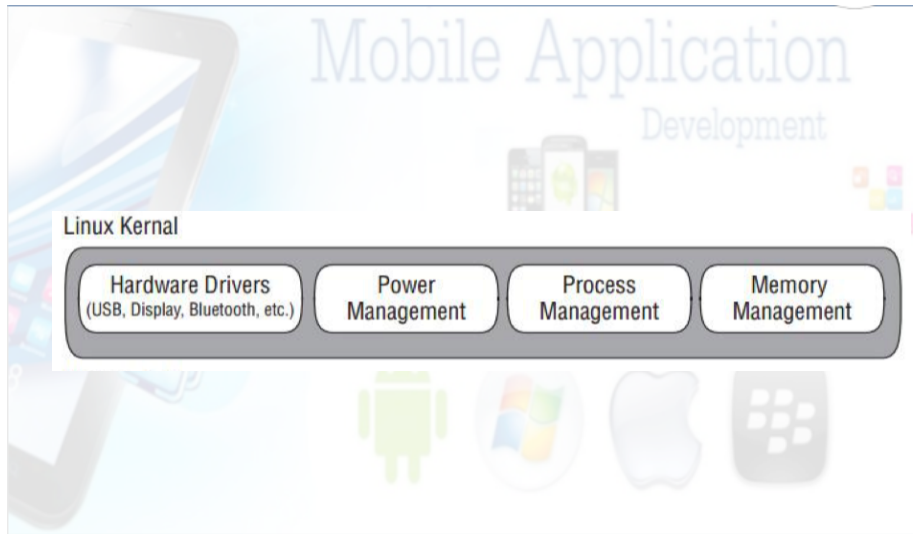 Mobile Application
Development
Linux Kernal
Hardware Drivers
(USB, Display, Bluetooth, etc.)
Power
Management
Process
Management
Memory
Management